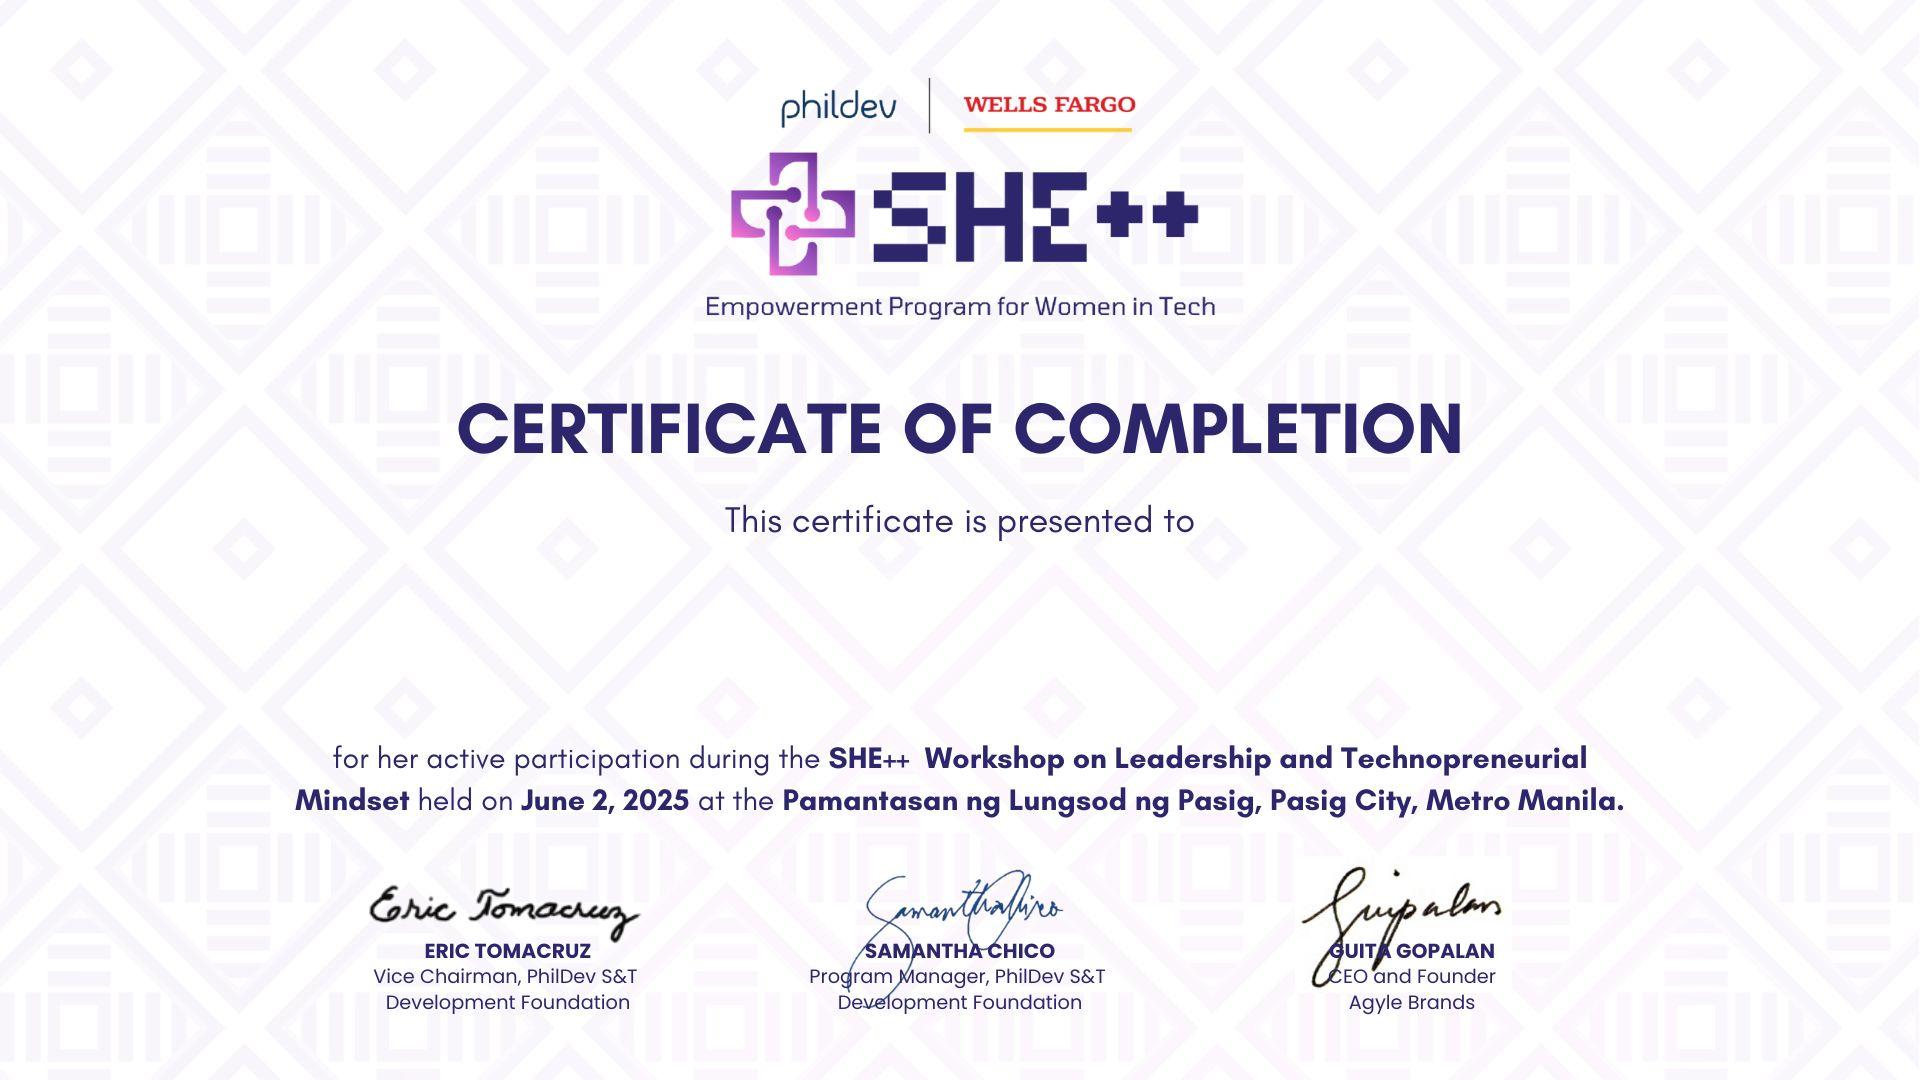 phildev | WELLS FARGO
SHE++
Empowerment Program for Women in Tech
CERTIFICATE OF COMPLETION
This certificate is presented to
for her active participation during the SHE++ Workshop on Leadership and Technopreneurial
Mindset held on June 2, 2025 at the Pamantasan ng Lungsod ng Pasig, Pasig City, Metro Manila.
Eric Tomacruz
ERIC TOMACRUZ
Vice Chairman, PhilDev S&T
Development Foundation
Samantha Chico
SAMANTHA CHICO
Program Manager, PhilDev S&T
Development Foundation
Guipalan
GUITA GOPALAN
CEO and Founder
Agyle Brands